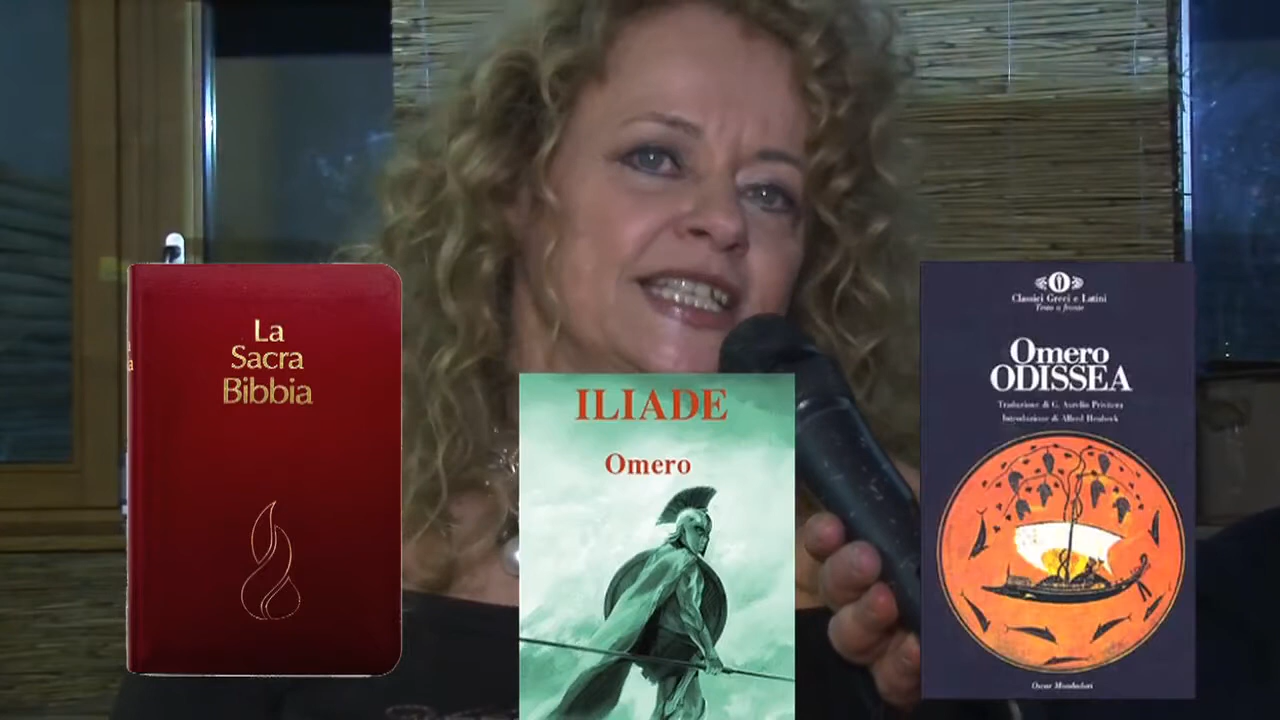 La
Sacra
Bibbia
ILIADE
Omero
Classici Greci e Latini
Testo a fronte
Omero
ODISSEA
Traduzione di G. Aurelio Privitera
Introduzione di Alfred Heubeck
Oscar Mondadori